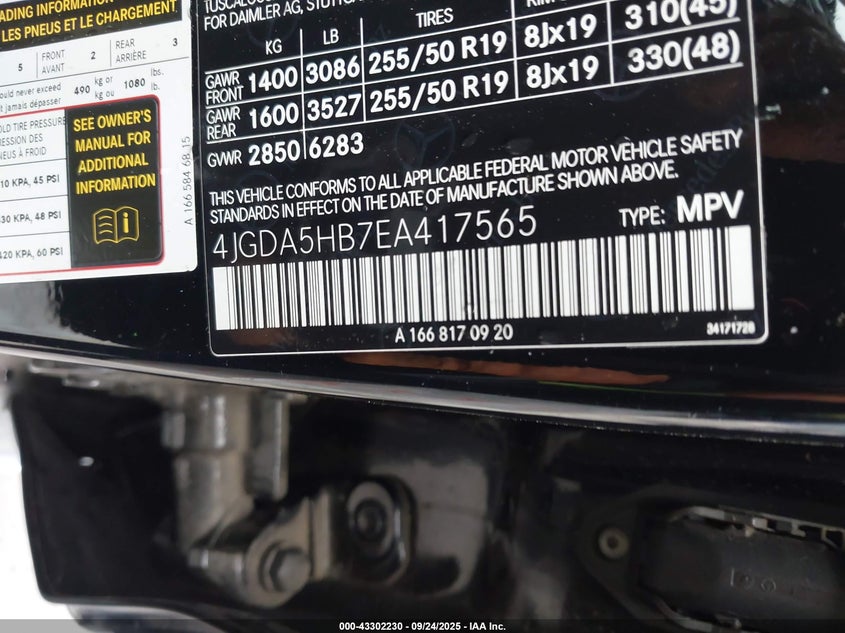 ADING INFORMATION
LES PNEUS ET LE CHARGEMENT
5 FRONT AVANT 2 REAR ARRIÈRE 3
ould never exceed 490 kg or 1080 lbs.
t jamais dépasser kg ou lb.
OLD TIRE PRESSURE
RESSION DES
NEUS À FROID
10 KPA, 45 PSI
30 KPA, 48 PSI
420 KPA, 60 PSI
SEE OWNER'S
MANUAL FOR
ADDITIONAL
INFORMATION
A 166 584 68 15
FOR DAIMLER AG, STUTTG
KG LB TIRES
GAWR FRONT 1400 3086 255/50 R19 8Jx19 310(45)
GAWR REAR 1600 3527 255/50 R19 8Jx19 330(48)
GVWR 2850 6283
THIS VEHICLE CONFORMS TO ALL APPLICABLE FEDERAL MOTOR VEHICLE SAFETY
STANDARDS IN EFFECT ON THE DATE OF MANUFACTURE SHOWN ABOVE.
4JGDA5HB7EA417565 TYPE: MPV
A 166 817 09 20
34171728
000-43302230 - 09/24/2025 - IAA Inc.